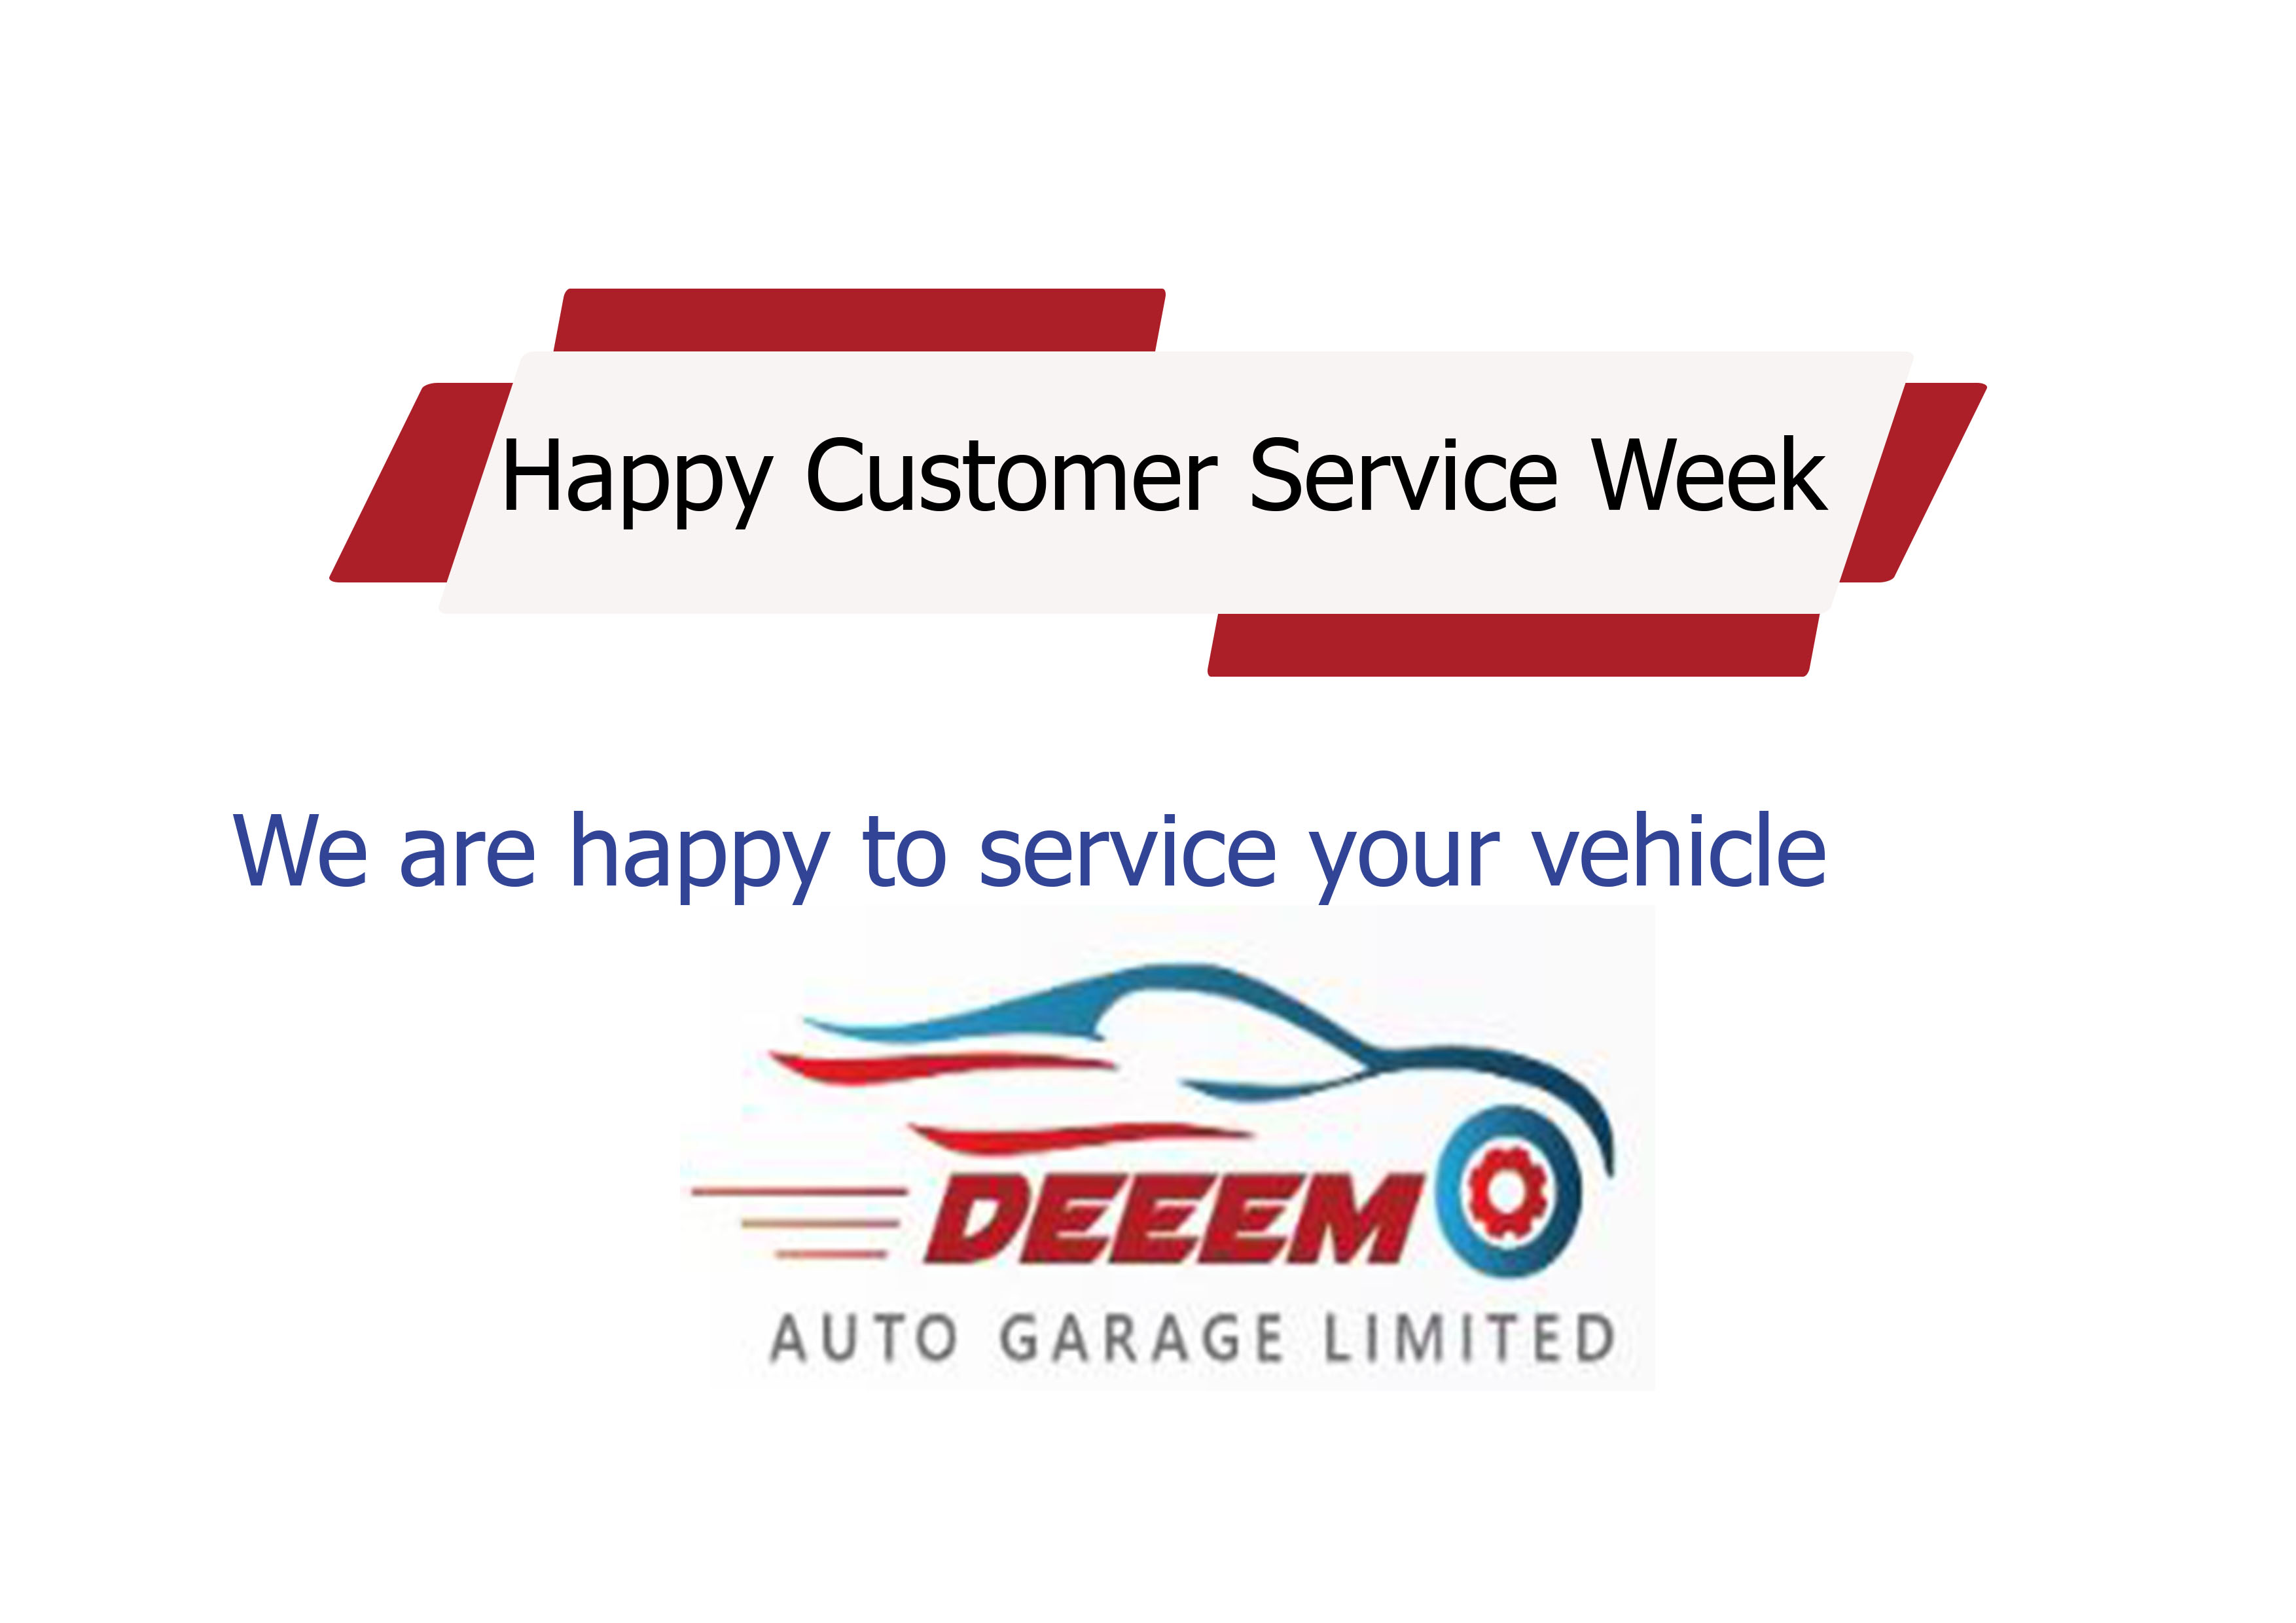 Happy Customer Service Week
We are happy to service your vehicle
DEEEM
AUTO GARAGE LIMITED